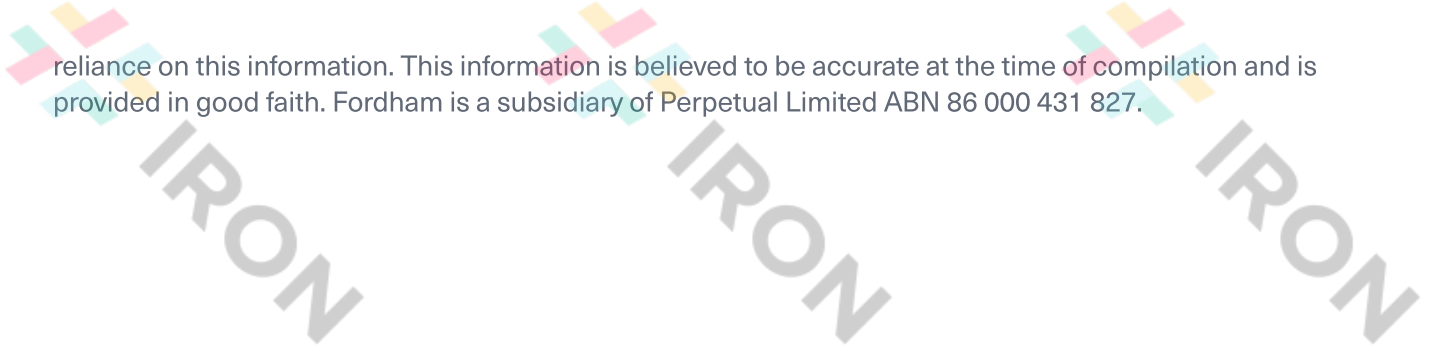 reliance on this information. This information is believed to be accurate at the time of compilation and is
provided in good faith. Fordham is a subsidiary of Perpetual Limited ABN 86 000 431 827.
IRON
IRON
IRON